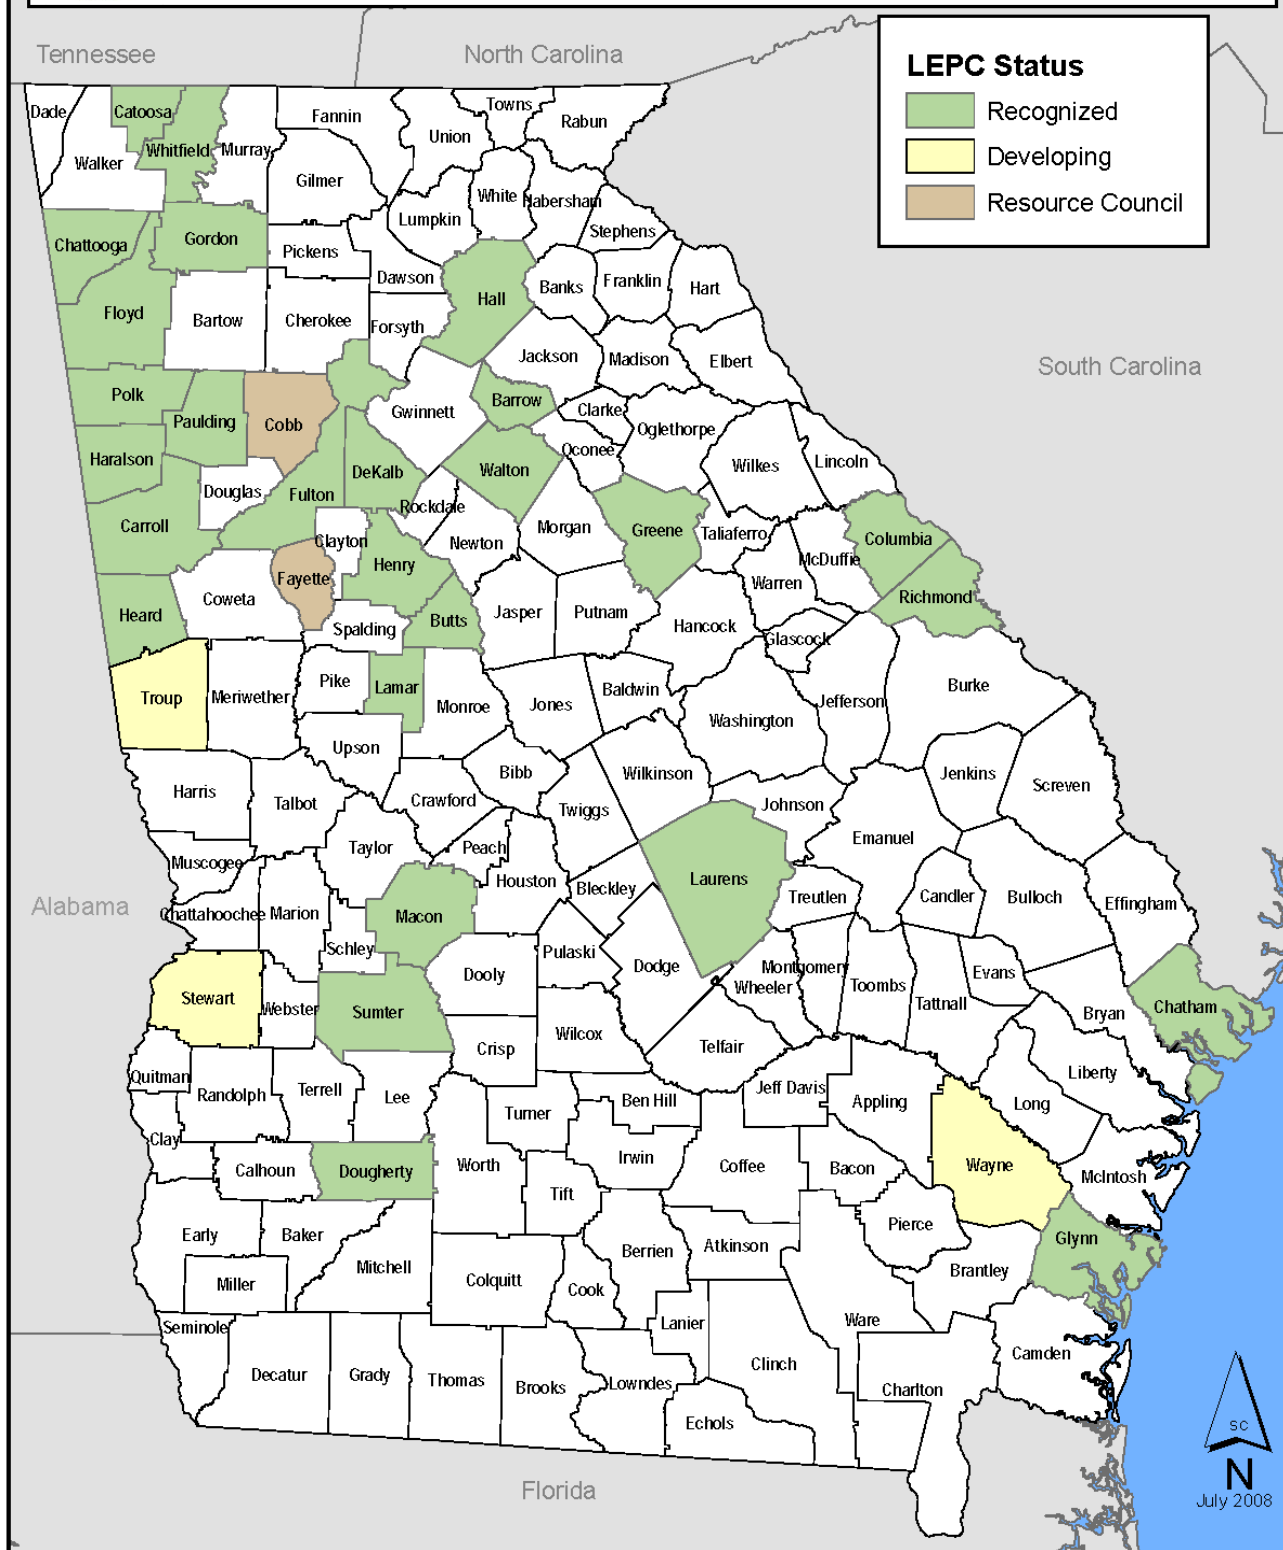 Tennessee
North Carolina
LEPC Status
Recognized
Developing
Resource Council
South Carolina
Alabama
Florida
Dade
Catoosa
Fannin
Towns
Rabun
Union
Walker
Whitfield
Murray
Gilmer
White
Habersham
Lumpkin
Stephens
Chattooga
Gordon
Pickens
Dawson
Banks
Franklin
Hart
Hall
Floyd
Bartow
Cherokee
Forsyth
Jackson
Madison
Elbert
Polk
Paulding
Cobb
Gwinnett
Barrow
Clarke
Oglethorpe
Oconee
Haralson
DeKalb
Walton
Wilkes
Lincoln
Douglas
Fulton
Rockdale
Carroll
Clayton
Newton
Morgan
Greene
Taliaferro
Columbia
McDuffie
Henry
Fayette
Warren
Coweta
Richmond
Heard
Spalding
Butts
Jasper
Putnam
Hancock
Glascock
Troup
Meriwether
Pike
Lamar
Monroe
Jones
Baldwin
Washington
Jefferson
Burke
Upson
Bibb
Wilkinson
Jenkins
Screven
Harris
Talbot
Crawford
Twiggs
Johnson
Emanuel
Taylor
Peach
Muscogee
Houston
Bleckley
Laurens
Treutlen
Candler
Bulloch
Effingham
Chattahoochee
Marion
Macon
Schley
Pulaski
Dodge
Montgomery
Wheeler
Toombs
Evans
Tattnall
Dooly
Stewart
Webster
Sumter
Chatham
Bryan
Wilcox
Crisp
Telfair
Quitman
Randolph
Terrell
Lee
Turner
Ben Hill
Jeff Davis
Appling
Long
Liberty
Clay
Calhoun
Dougherty
Worth
Irwin
Coffee
Bacon
Wayne
McIntosh
Tift
Early
Baker
Mitchell
Berrien
Atkinson
Pierce
Glynn
Miller
Colquitt
Cook
Brantley
Seminole
Lanier
Ware
Decatur
Grady
Thomas
Brooks
Lowndes
Clinch
Charlton
Camden
Echols
SC
N
July 2008